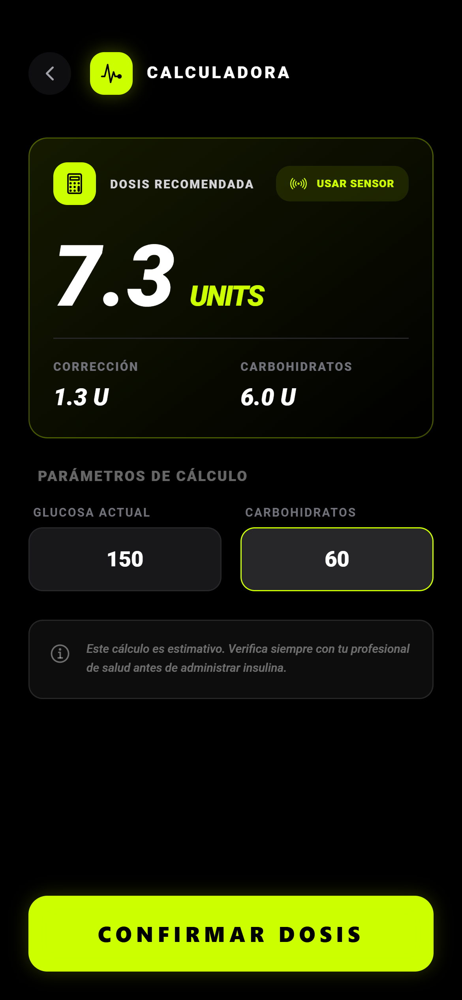 CALCULADORA
DOSIS RECOMENDADA
USAR SENSOR
7.3 UNITS
CORRECCIÓN
CARBOHIDRATOS
1.3 U
6.0 U
PARÁMETROS DE CÁLCULO
GLUCOSA ACTUAL
CARBOHIDRATOS
150
60
Este cálculo es estimativo. Verifica siempre con tu profesional
de salud antes de administrar insulina.
CONFIRMAR DOSIS